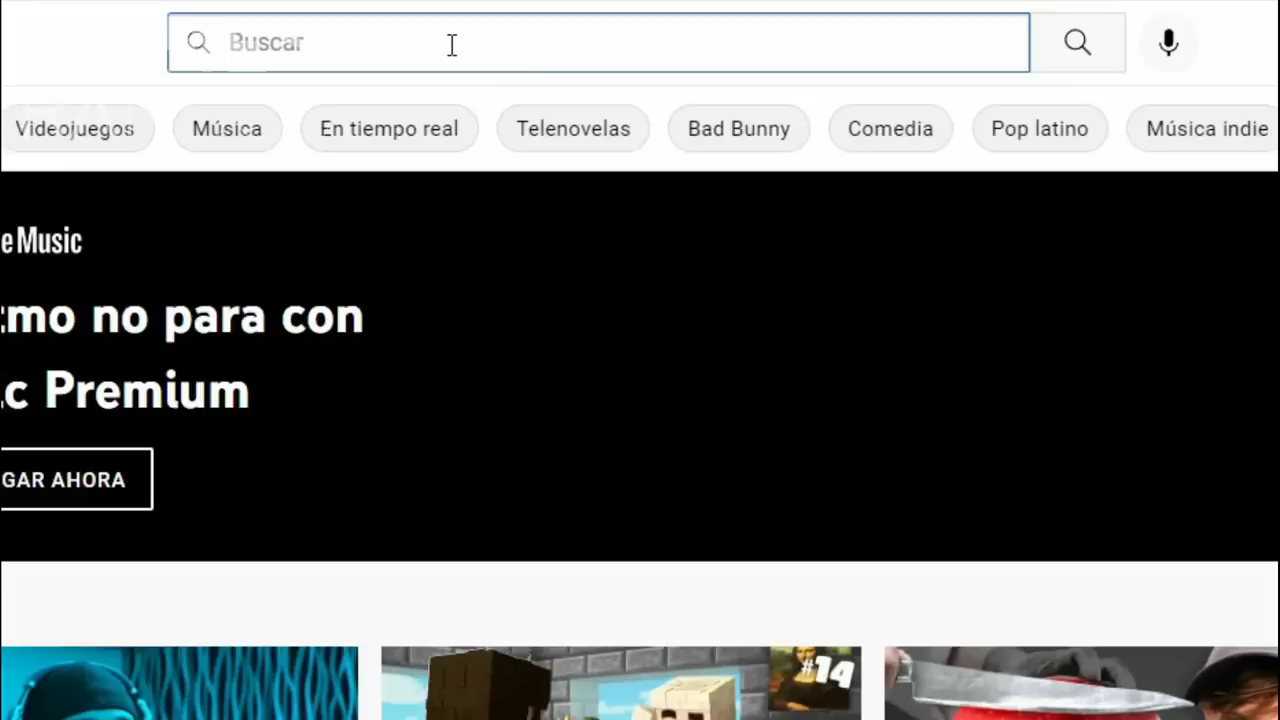 Buscar
Videojuegos
Música
En tiempo real
Telenovelas
Bad Bunny
Comedia
Pop latino
Música indie
e Music
tmo no para con
c Premium
GAR AHORA
#14